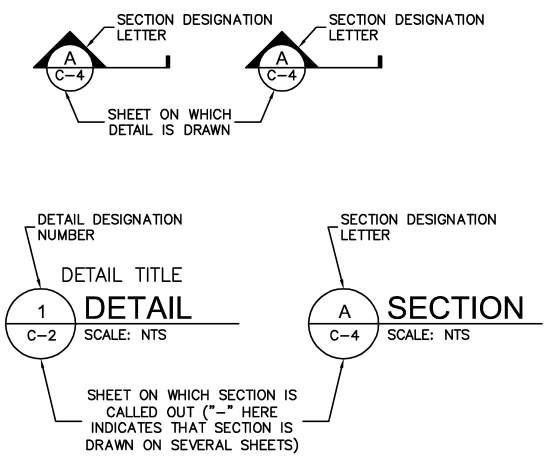 SECTION DESIGNATION
LETTER
SECTION DESIGNATION
LETTER
A
C-4
A
C-4
SHEET ON WHICH
DETAIL IS DRAWN
DETAIL DESIGNATION
NUMBER
SECTION DESIGNATION
LETTER
DETAIL TITLE
1
DETAIL
C-2
SCALE: NTS
A
SECTION
C-4
SCALE: NTS
SHEET ON WHICH SECTION IS
CALLED OUT ("-" HERE
INDICATES THAT SECTION IS
DRAWN ON SEVERAL SHEETS)